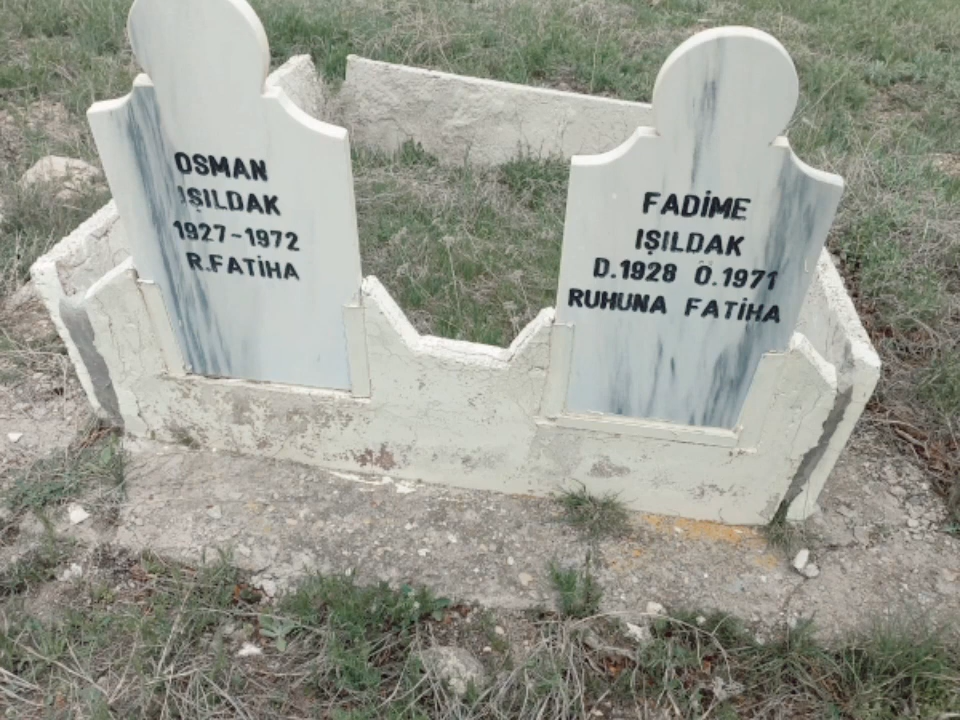 OSMAN
IŞILDAK
1927-1972
R.FATİHA
FADİME
IŞILDAK
D.1928 Ö.1971
RUHUNA FATİHA